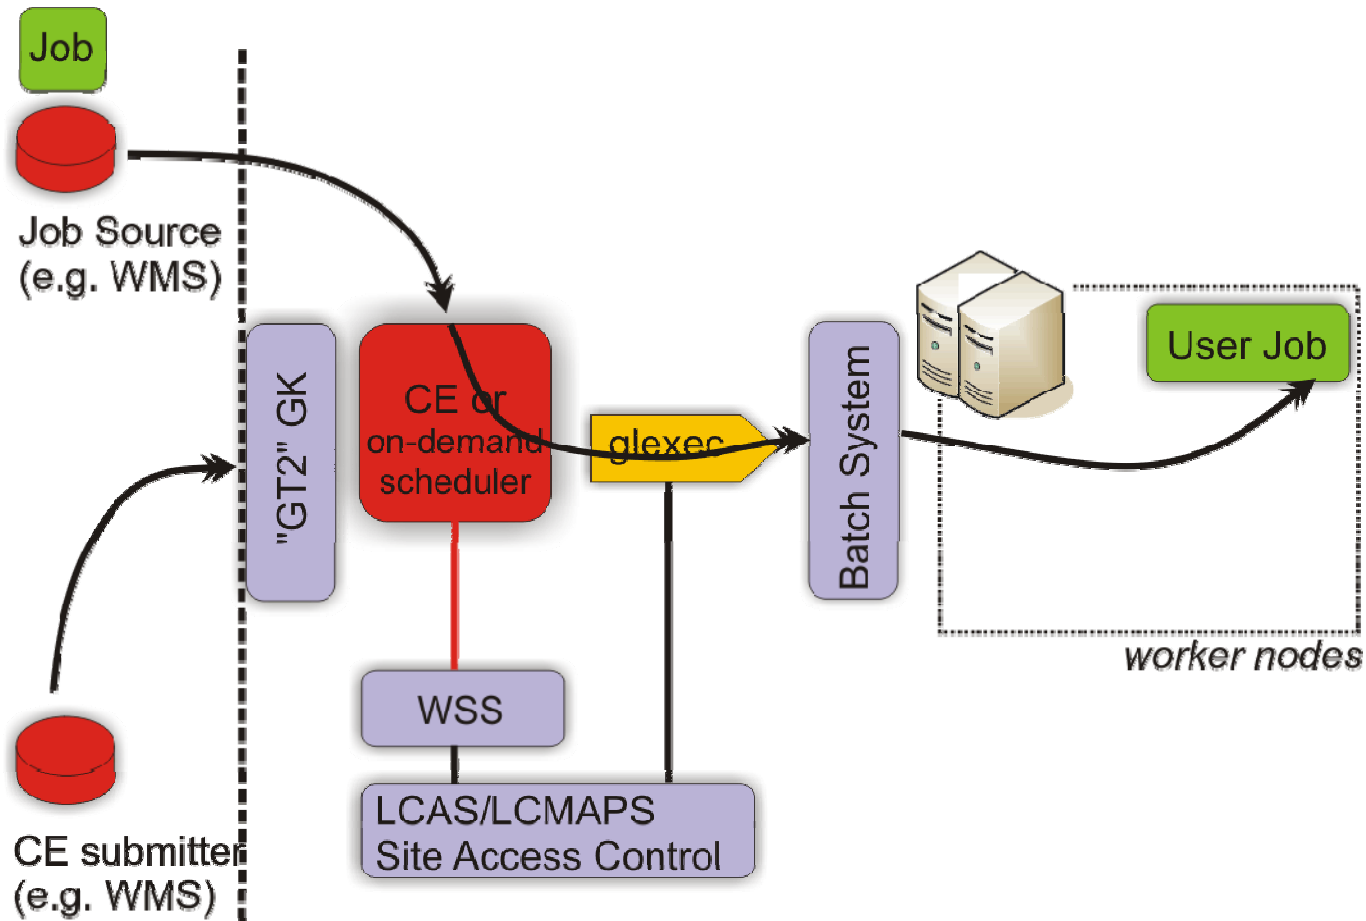 Job
Job Source
(e.g. WMS)
"GT2" GK
CE or
on-demand
scheduler
glexec
Batch System
User Job
worker nodes
WSS
LCAS/LCMAPS
Site Access Control
CE submitter
(e.g. WMS)